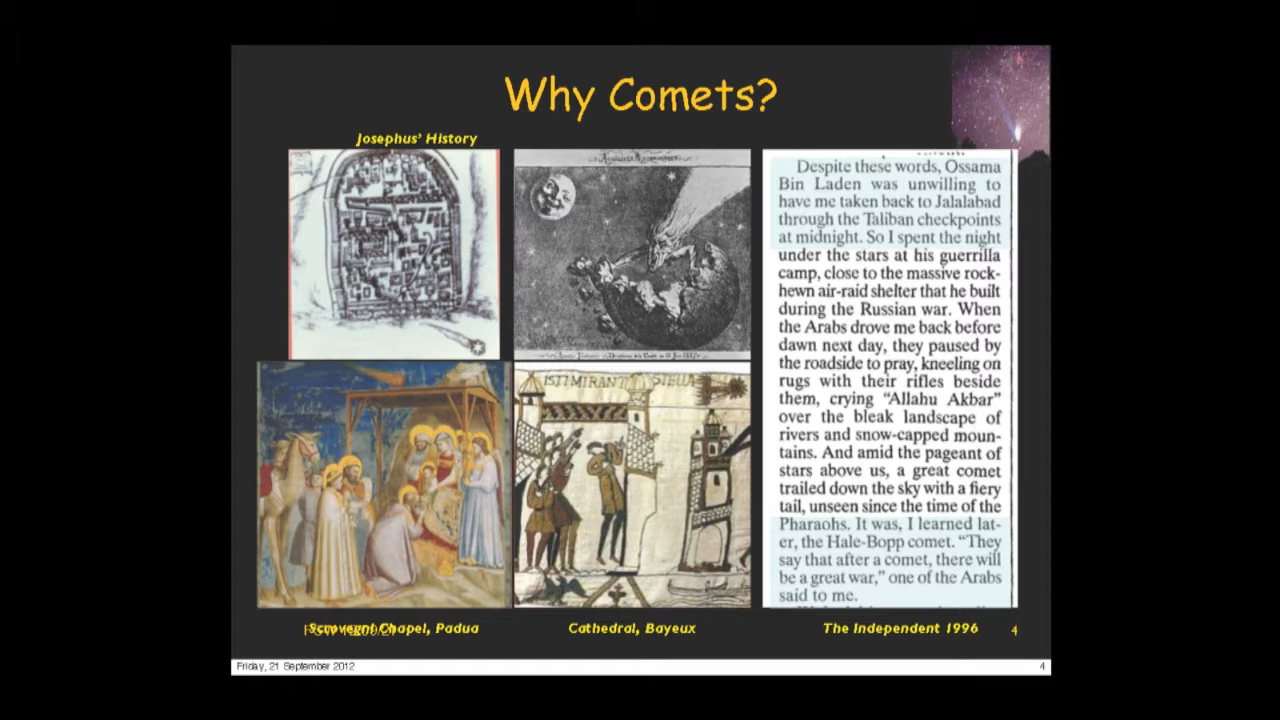 Why Comets?
Josephus' History
Despite these words, Ossama
Bin Laden was unwilling to
have me taken back to Jalalabad
through the Taliban checkpoints
at midnight. So I spent the night
under the stars at his guerrilla
camp, close to the massive rock-
hewn air-raid shelter that he built
during the Russian war. When
the Arabs drove me back before
dawn next day, they paused by
the roadside to pray, kneeling on
rugs with their rifles beside
them, crying “Allahu Akbar”
over the bleak landscape of
rivers and snow-capped moun-
tains. And amid the pageant of
stars above us, a great comet
trailed down the sky with a fiery
tail, unseen since the time of the
Pharaohs. It was, I learned lat-
er, the Hale-Bopp comet. “They
say that after a comet, there will
be a great war,” one of the Arabs
said to me.
ISTI MIRANT STELLA
Scrovegni Chapel, Padua
Cathedral, Bayeux
The Independent 1996
4
Friday, 21 September 2012
4